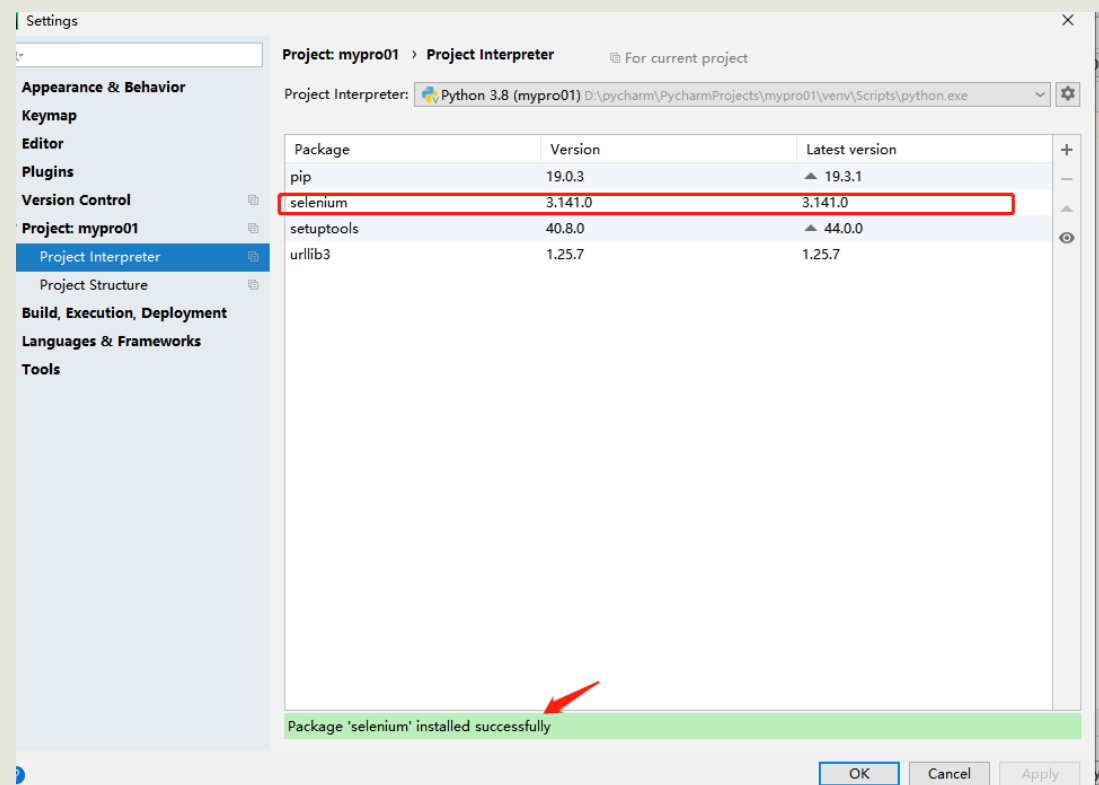 Settings
Project: mypro01 › Project Interpreter For current project
Project Interpreter: Python 3.8 (mypro01) D:\pycharm\PycharmProjects\mypro01\venv\Scripts\python.exe
Appearance & Behavior
Keymap
Editor
Plugins
Version Control
Project: mypro01
Project Interpreter
Project Structure
Build, Execution, Deployment
Languages & Frameworks
Tools
Package Version Latest version
pip 19.0.3 19.3.1
selenium 3.141.0 3.141.0
setuptools 40.8.0 44.0.0
urllib3 1.25.7 1.25.7
Package 'selenium' installed successfully
? OK Cancel Apply